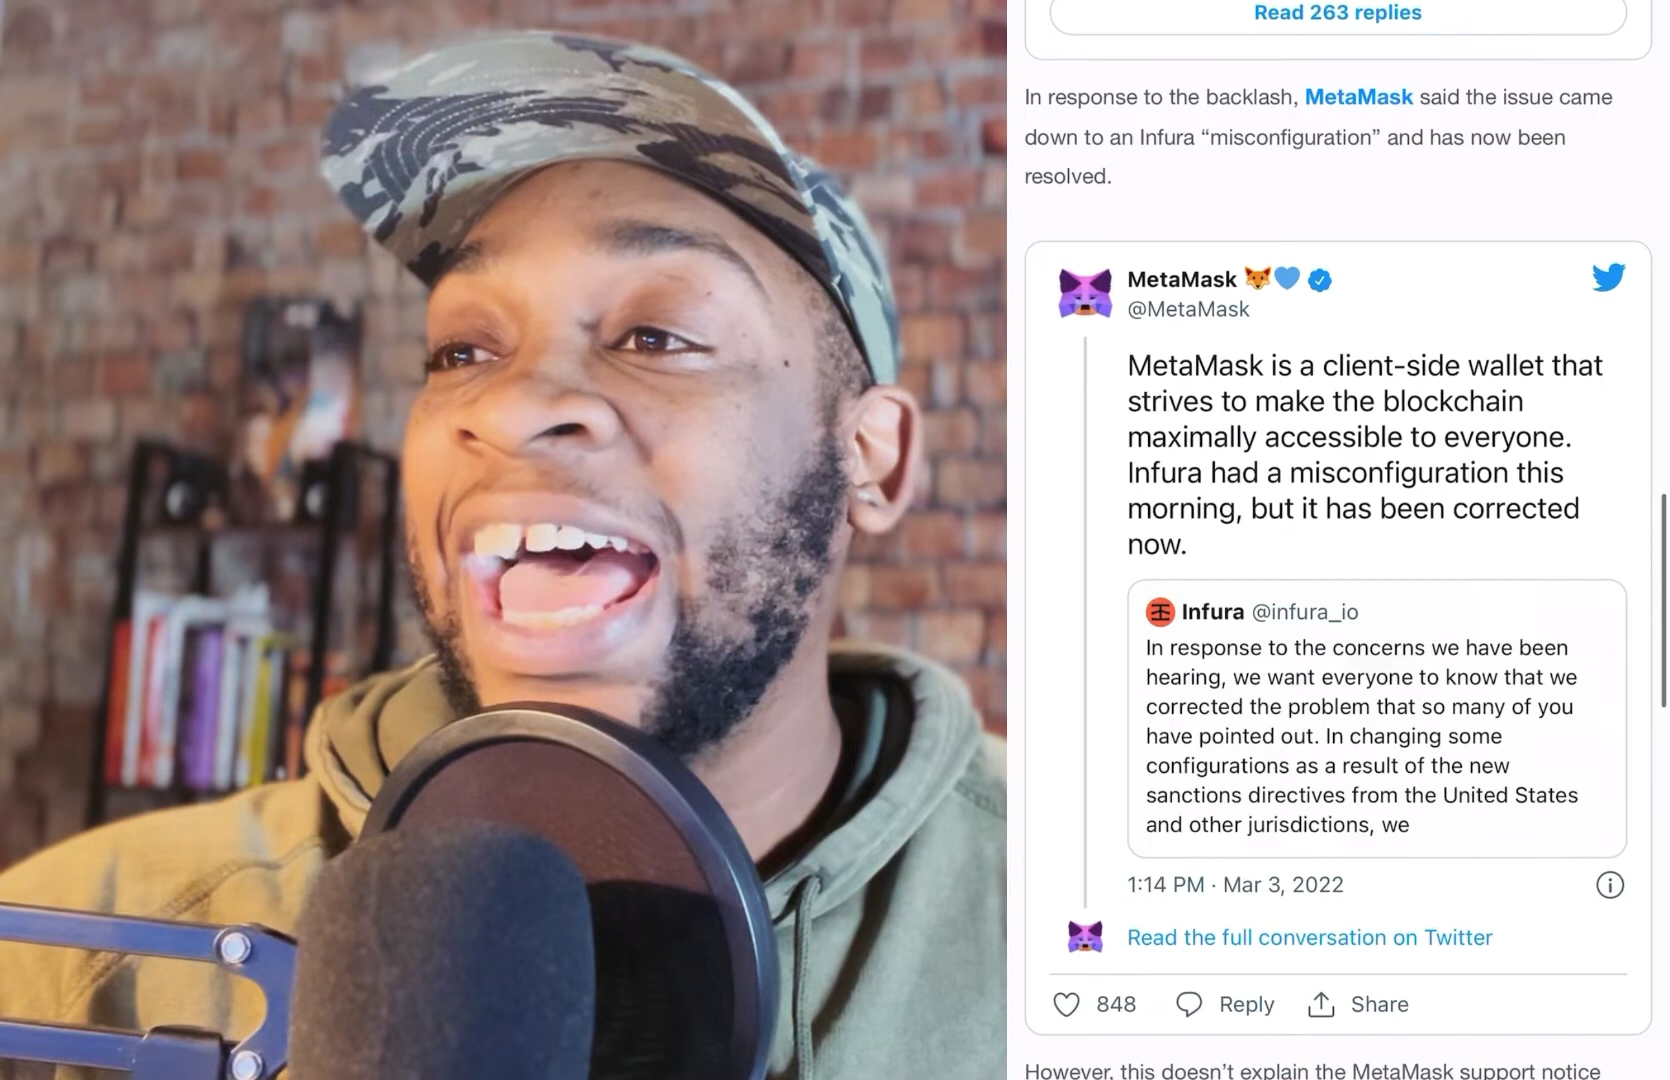 Read 263 replies
In response to the backlash, MetaMask said the issue came
down to an Infura “misconfiguration” and has now been
resolved.
MetaMask 🦊💙
@MetaMask
MetaMask is a client-side wallet that
strives to make the blockchain
maximally accessible to everyone.
Infura had a misconfiguration this
morning, but it has been corrected
now.
Infura @infura_io
In response to the concerns we have been
hearing, we want everyone to know that we
corrected the problem that so many of you
have pointed out. In changing some
configurations as a result of the new
sanctions directives from the United States
and other jurisdictions, we
1:14 PM · Mar 3, 2022
Read the full conversation on Twitter
848 Reply Share
However, this doesn’t explain the MetaMask support notice